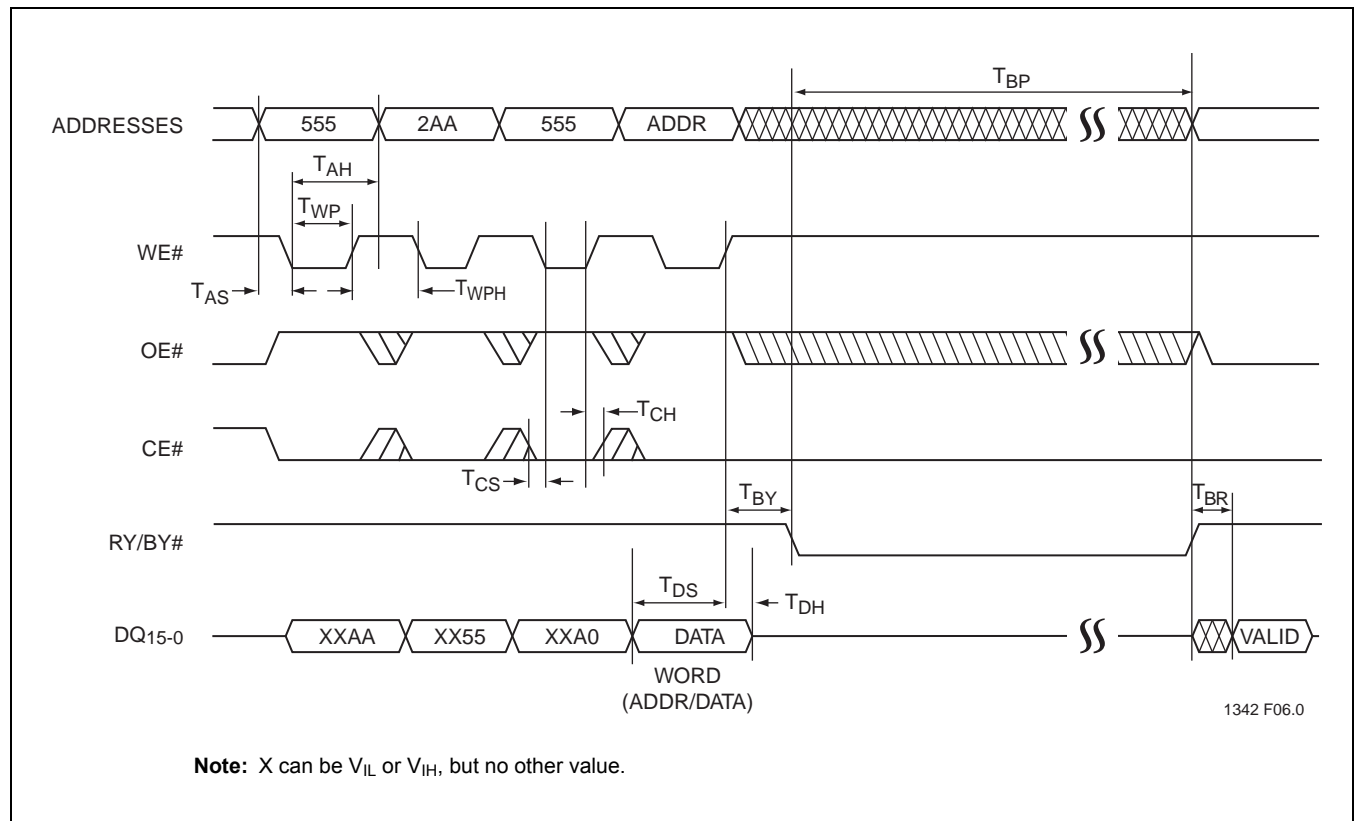 T_BP
ADDRESSES 555 2AA 555 ADDR
T_AH
T_WP
WE#
T_AS T_WPH
OE#
T_CH
CE#
T_CS
T_BY T_BR
RY/BY#
T_DS T_DH
DQ15-0 XXAA XX55 XXA0 DATA VALID
WORD
(ADDR/DATA)
1342 F06.0
Note: X can be V_IL or V_IH, but no other value.